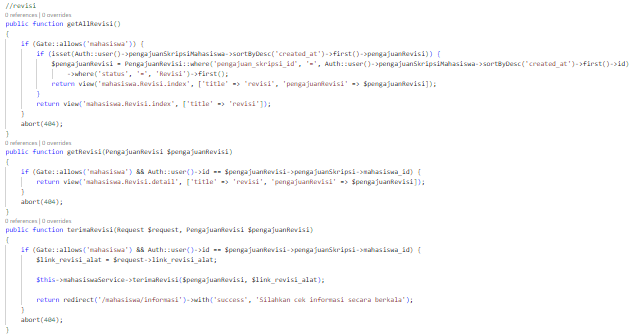 //revisi
0 references | 0 overrides
public function getAllRevisi()
{
if (Gate::allows('mahasiswa')) {
if (isset(Auth::user()->pengajuanSkripsiMahasiswa->sortByDesc('created_at')->first()->pengajuanRevisi)) {
$pengajuanRevisi = PengajuanRevisi::where('pengajuan_skripsi_id', '=', Auth::user()->pengajuanSkripsiMahasiswa->sortByDesc('created_at')->first()->id)
->where('status', '=', 'Revisi')->first();
return view('mahasiswa.Revisi.index', ['title' => 'revisi', 'pengajuanRevisi' => $pengajuanRevisi]);
}
return view('mahasiswa.Revisi.index', ['title' => 'revisi']);
}
abort(404);
}
0 references | 0 overrides
public function getRevisi(PengajuanRevisi $pengajuanRevisi)
{
if (Gate::allows('mahasiswa') && Auth::user()->id == $pengajuanRevisi->pengajuanSkripsi->mahasiswa_id) {
return view('mahasiswa.Revisi.detail', ['title' => 'revisi', 'pengajuanRevisi' => $pengajuanRevisi]);
}
abort(404);
}
0 references | 0 overrides
public function terimaRevisi(Request $request, PengajuanRevisi $pengajuanRevisi)
{
if (Gate::allows('mahasiswa') && Auth::user()->id == $pengajuanRevisi->pengajuanSkripsi->mahasiswa_id) {
$link_revisi_alat = $request->link_revisi_alat;
$this->mahasiswaService->terimaRevisi($pengajuanRevisi, $link_revisi_alat);
return redirect('/mahasiswa/informasi')->with('success', 'Silahkan cek informasi secara berkala');
}
abort(404);
}